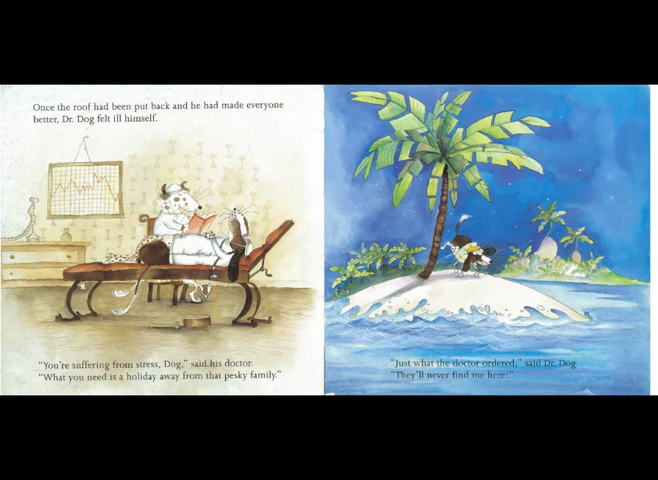 Once the roof had been put back and he had made everyone
better, Dr. Dog felt ill himself.
"You're suffering from stress, Dog," said his doctor.
"What you need is a holiday away from that pesky family."
"Just what the doctor ordered," said Dr. Dog.
"They'll never find me here!"